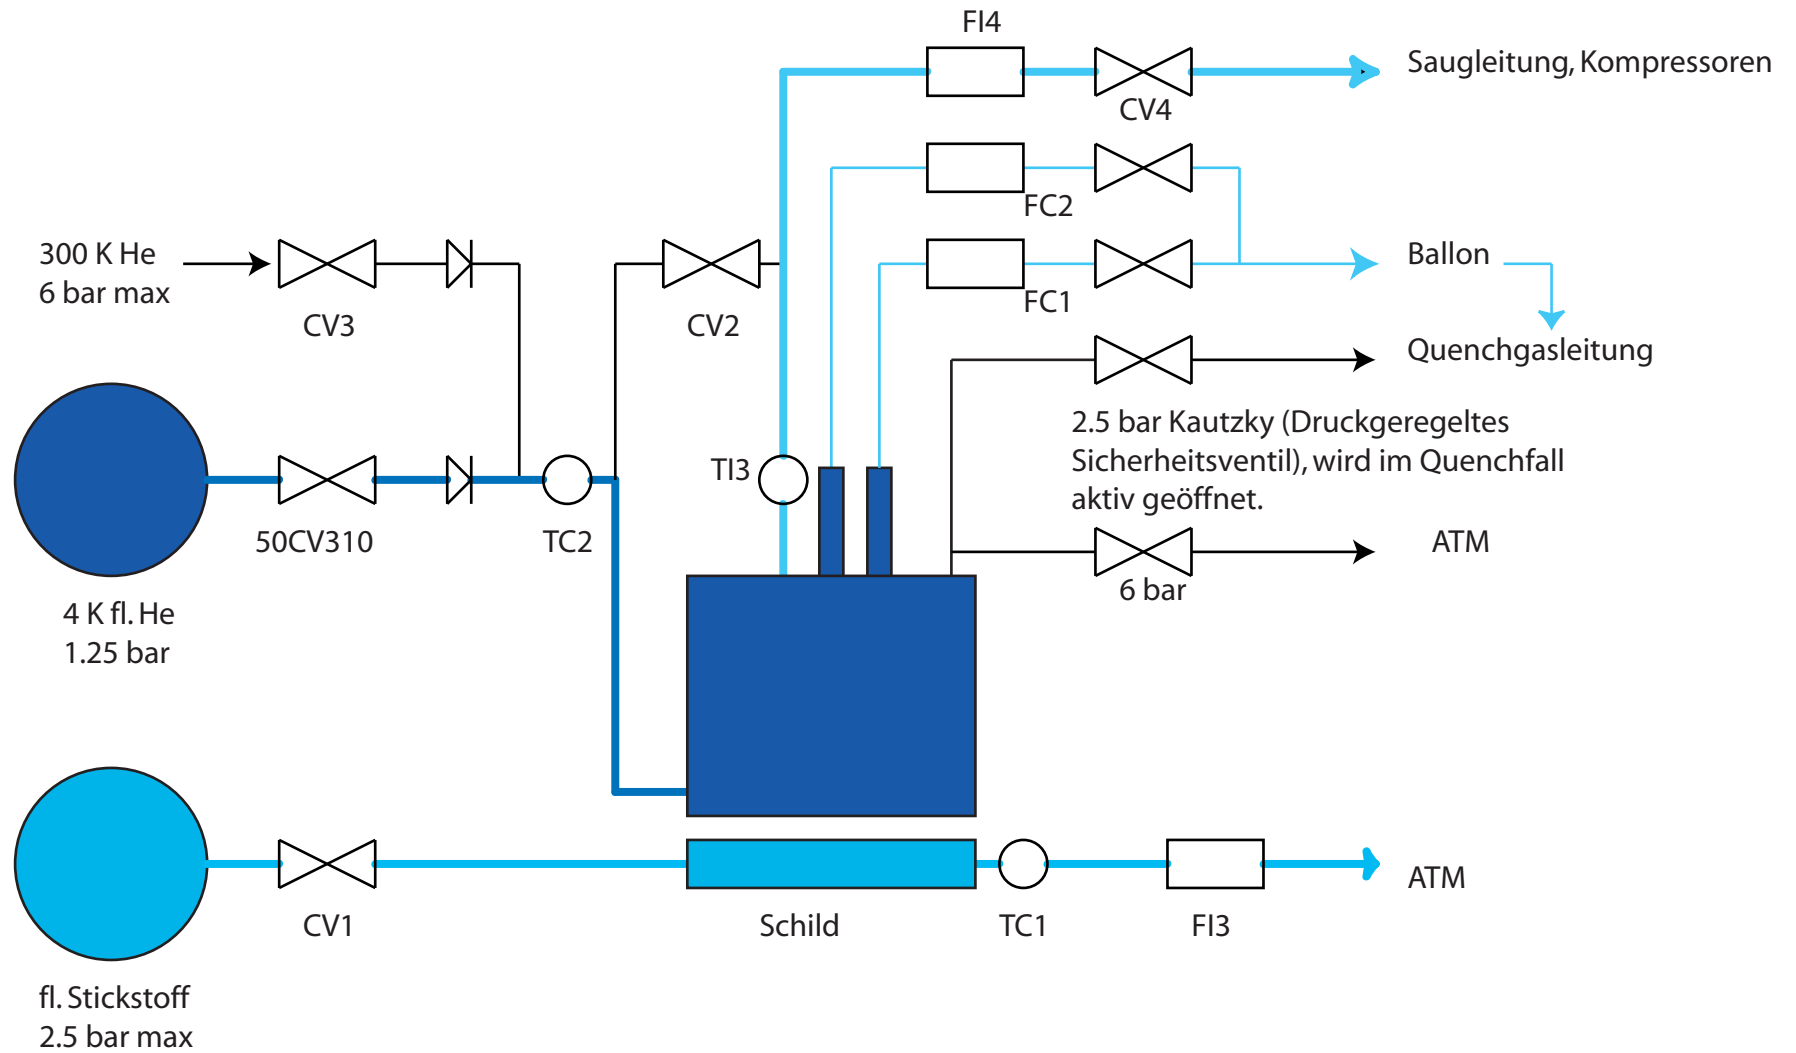 FI4
Saugleitung, Kompressoren
CV4
FC2
300 K He
6 bar max
Ballon
FC1
CV3
CV2
Quenchgasleitung
2.5 bar Kautzky (Druckgeregeltes
Sicherheitsventil), wird im Quenchfall
aktiv geöffnet.
TI3
50CV310
TC2
ATM
6 bar
4 K fl. He
1.25 bar
ATM
CV1
Schild
TC1
FI3
fl. Stickstoff
2.5 bar max